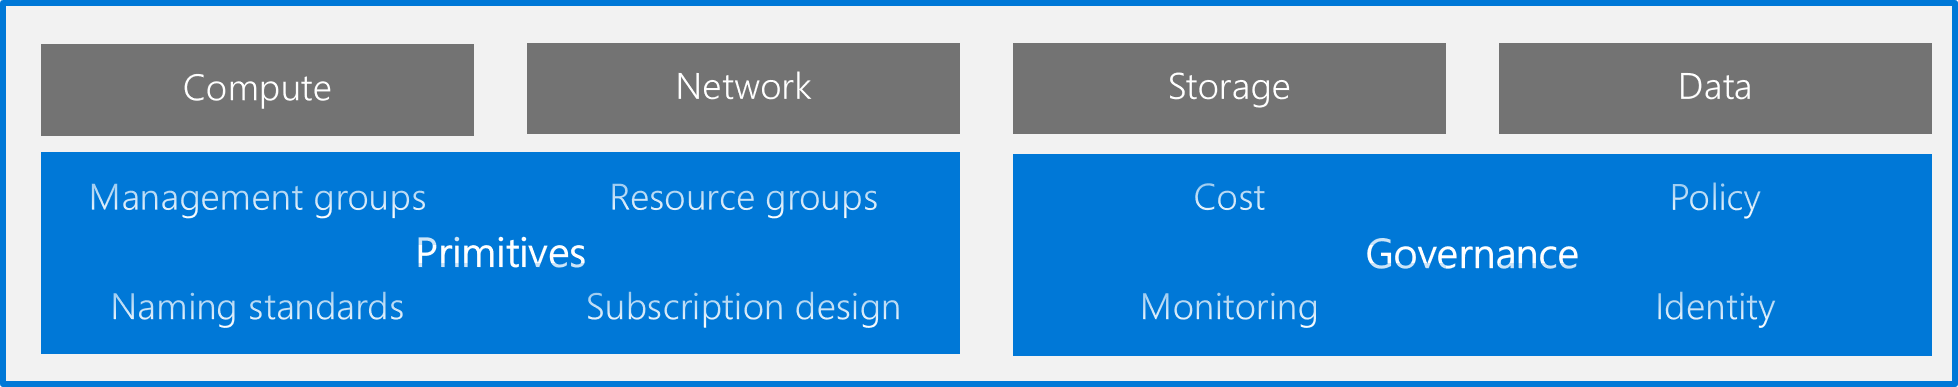 Compute
Network
Storage
Data
Management groups
Resource groups
Primitives
Naming standards
Subscription design
Cost
Policy
Governance
Monitoring
Identity